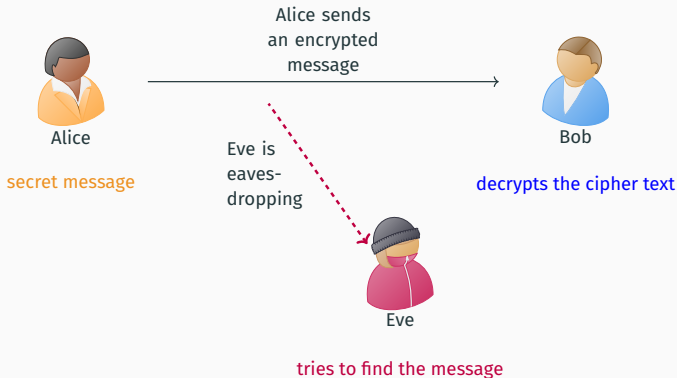 Alice sends
an encrypted
message
Alice
Bob
Eve is
eaves-
dropping
secret message
decrypts the cipher text
Eve
tries to find the message